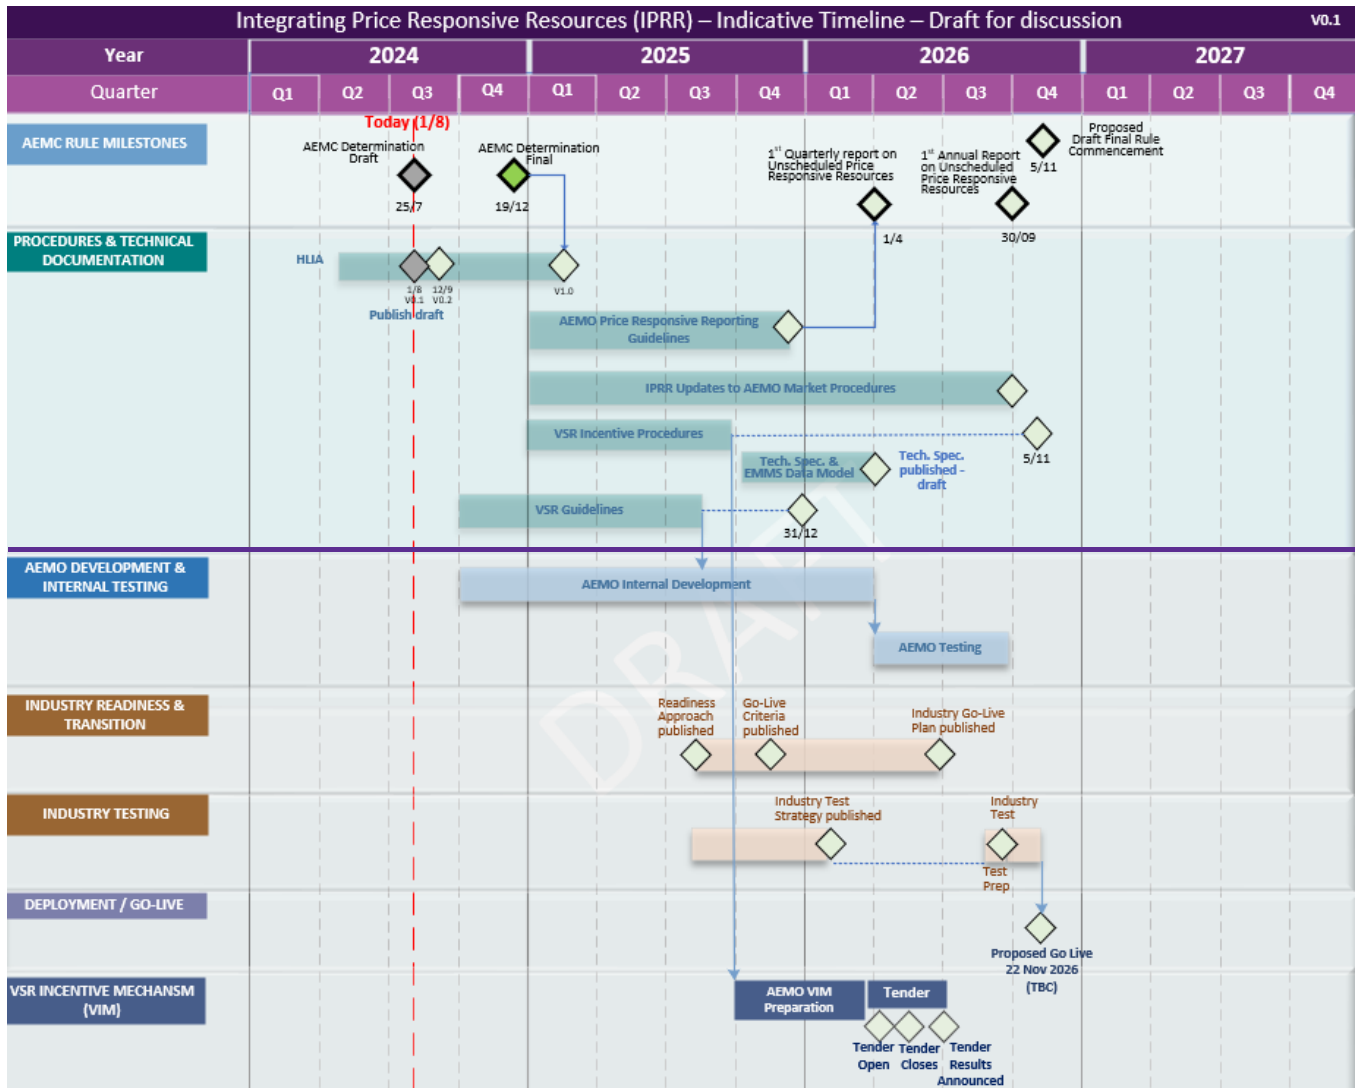 Integrating Price Responsive Resources (IPRR) – Indicative Timeline – Draft for discussion
V0.1
Year
2024
2025
2026
2027
Quarter
Q1
Q2
Q3
Q4
Q1
Q2
Q3
Q4
Q1
Q2
Q3
Q4
Q1
Q2
Q3
Q4
Today (1/8)
AEMC RULE MILESTONES
AEMC Determination
Draft
25/7
AEMC Determination
Final
19/12
1st Quarterly report on
Unscheduled Price
Responsive Resources
1/4
1st Annual Report
on Unscheduled
Price Responsive
Resources
30/09
5/11
Proposed
Draft Final Rule
Commencement
PROCEDURES & TECHNICAL
DOCUMENTATION
HLIA
1/8
V0.1
12/9
V0.2
V1.0
Publish draft
AEMO Price Responsive Reporting
Guidelines
IPRR Updates to AEMO Market Procedures
VSR Incentive Procedures
5/11
Tech. Spec. &
EMMS Data Model
Tech. Spec.
published -
draft
VSR Guidelines
31/12
DRAFT
AEMO DEVELOPMENT &
INTERNAL TESTING
AEMO Internal Development
AEMO Testing
INDUSTRY READINESS &
TRANSITION
Readiness
Approach
published
Go-Live
Criteria
published
Industry Go-Live
Plan published
INDUSTRY TESTING
Industry Test
Strategy published
Industry
Test
Test
Prep
DEPLOYMENT / GO-LIVE
Proposed Go Live
22 Nov 2026
(TBC)
VSR INCENTIVE MECHANSM
(VIM)
AEMO VIM
Preparation
Tender
Tender
Open
Tender
Closes
Tender
Results
Announced